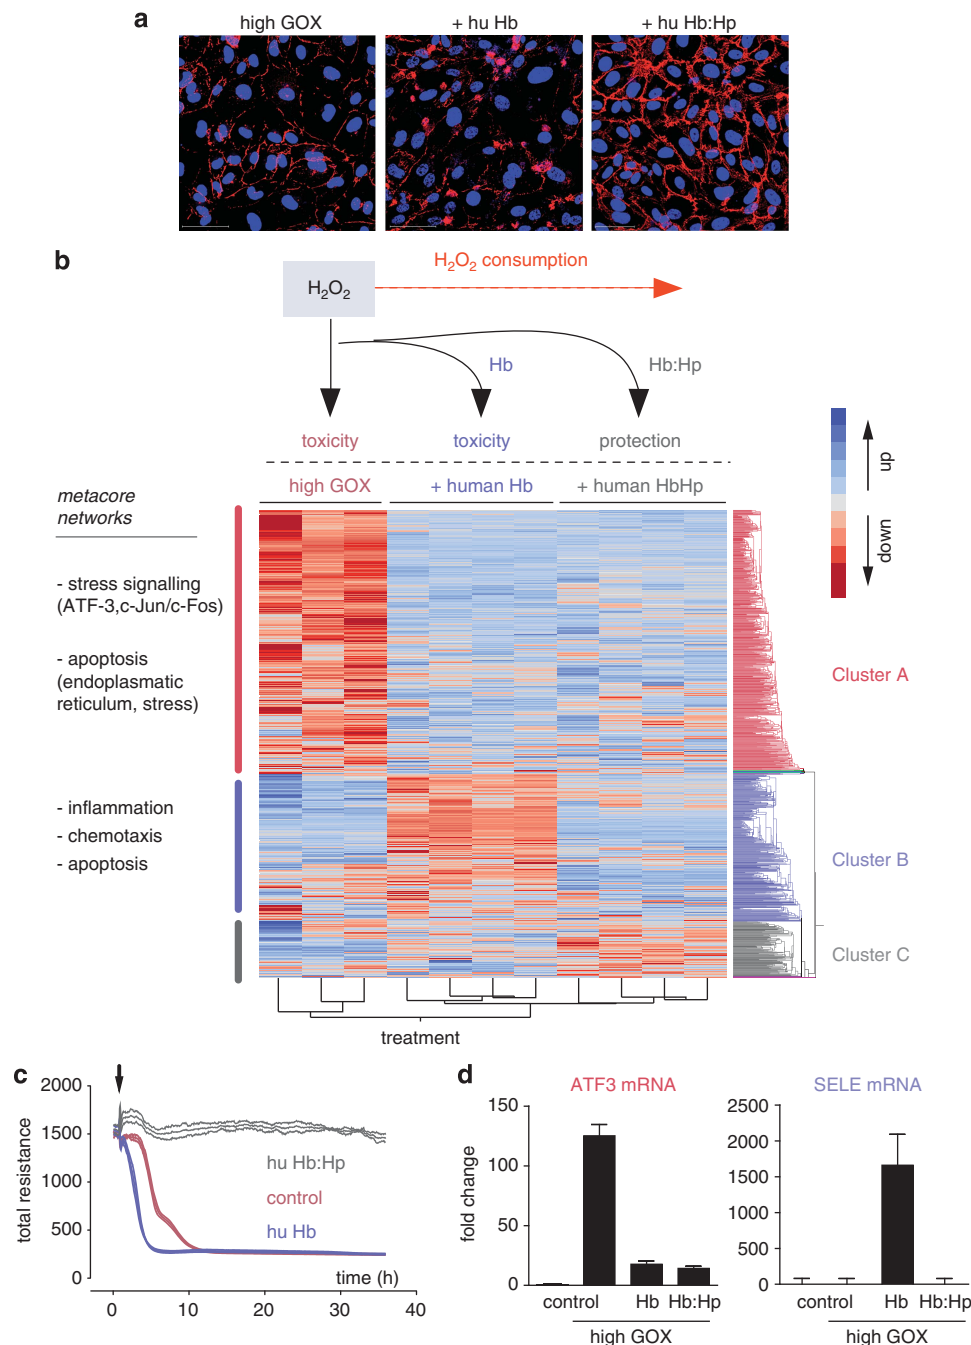 a
high GOX
+ hu Hb
+ hu Hb:Hp
b
H2O2 consumption
H2O2
Hb
Hb:Hp
toxicity
toxicity
protection
high GOX
+ human Hb
+ human HbHp
up
down
metacore
networks
- stress signalling
(ATF-3,c-Jun/c-Fos)
- apoptosis
(endoplasmatic
reticulum, stress)
- inflammation
- chemotaxis
- apoptosis
Cluster A
Cluster B
Cluster C
treatment
c
2000
1500
1000
500
0
total resistance
hu Hb:Hp
control
hu Hb
time (h)
0
10
20
30
40
d
ATF3 mRNA
150
100
50
0
fold change
control
Hb
Hb:Hp
high GOX
SELE mRNA
2500
2000
1500
1000
500
0
control
Hb
Hb:Hp
high GOX